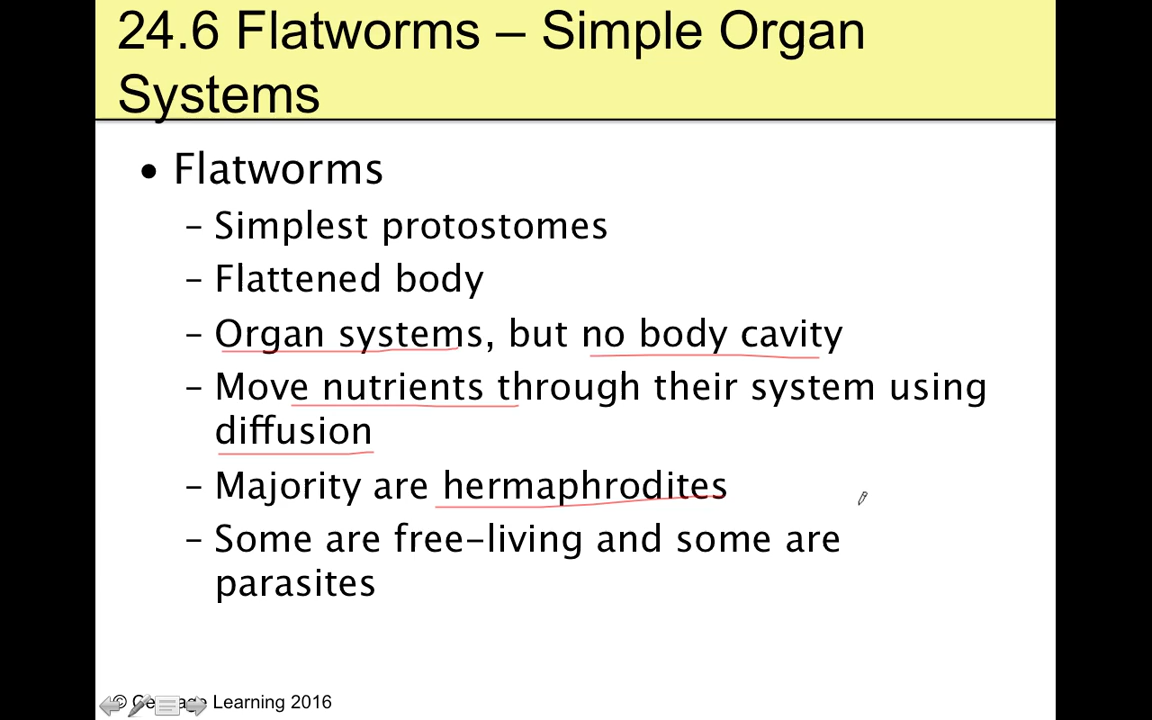 24.6 Flatworms – Simple Organ
Systems
• Flatworms
– Simplest protostomes
– Flattened body
– Organ systems, but no body cavity
– Move nutrients through their system using
diffusion
– Majority are hermaphrodites
– Some are free-living and some are
parasites
© Cengage Learning 2016